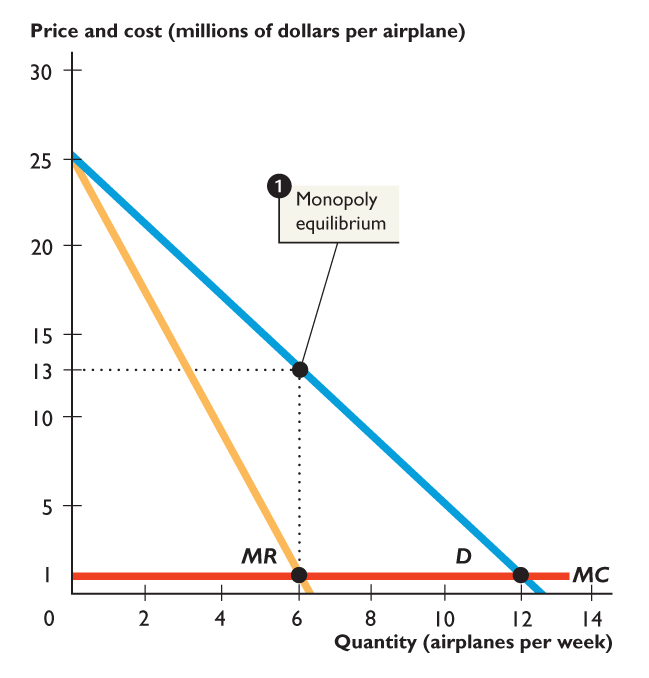 Price and cost (millions of dollars per airplane)
30
25
20
15
13
10
5
1
0
1
Monopoly
equilibrium
MR
D
MC
2
4
6
8
10
12
14
Quantity (airplanes per week)